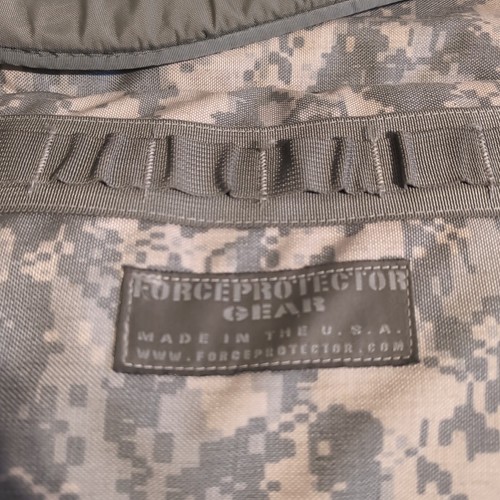 FORCEPROTECTOR
GEAR
MADE IN THE U.S.A.
WWW.FORCEPROTECTOR.COM